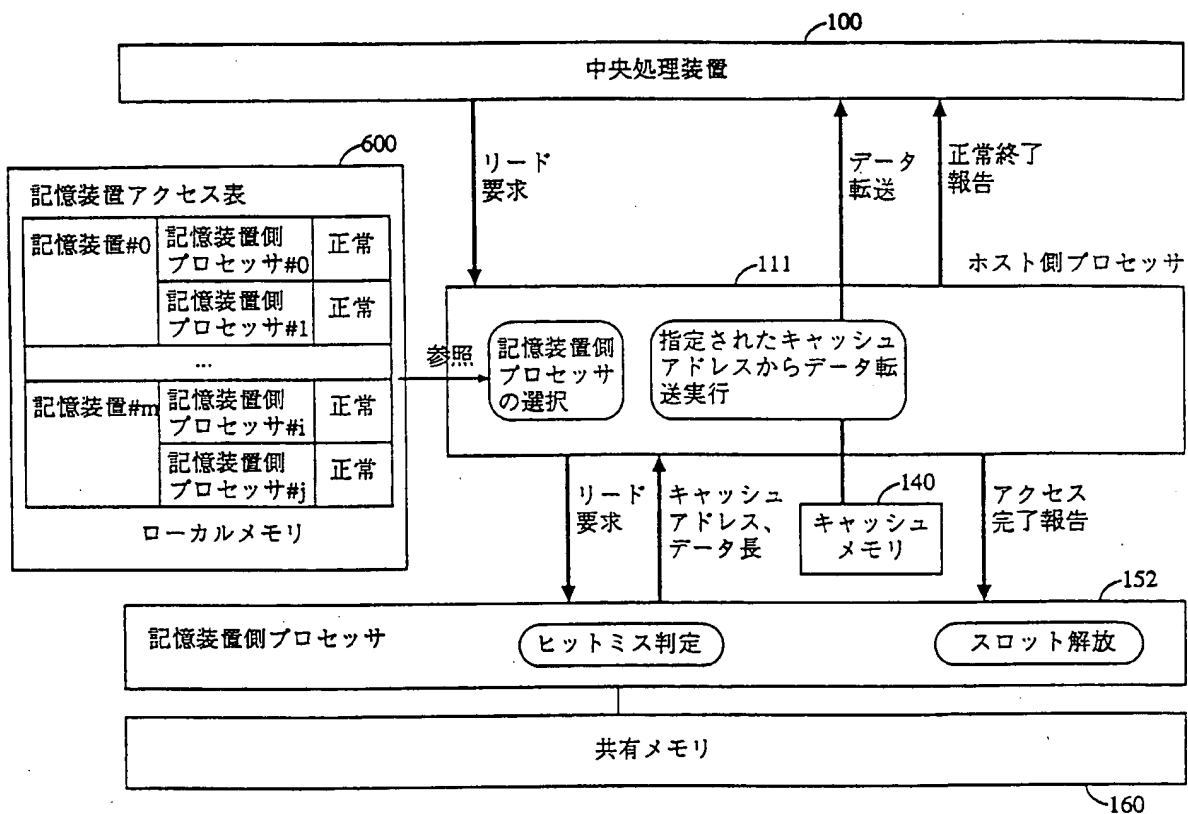 100
中央処理装置
リード
要求
データ
転送
正常終了
報告
600
記憶装置アクセス表
記憶装置#0
記憶装置側
プロセッサ#0
正常
記憶装置側
プロセッサ#1
正常
...
記憶装置#m
記憶装置側
プロセッサ#i
正常
記憶装置側
プロセッサ#j
正常
ローカルメモリ
参照
111
ホスト側プロセッサ
記憶装置側
プロセッサ
の選択
指定されたキャッシュ
アドレスからデータ転
送実行
リード
要求
キャッシュ
アドレス、
データ長
140
キャッシュ
メモリ
アクセス
完了報告
152
記憶装置側プロセッサ
ヒットミス判定
スロット解放
共有メモリ
160